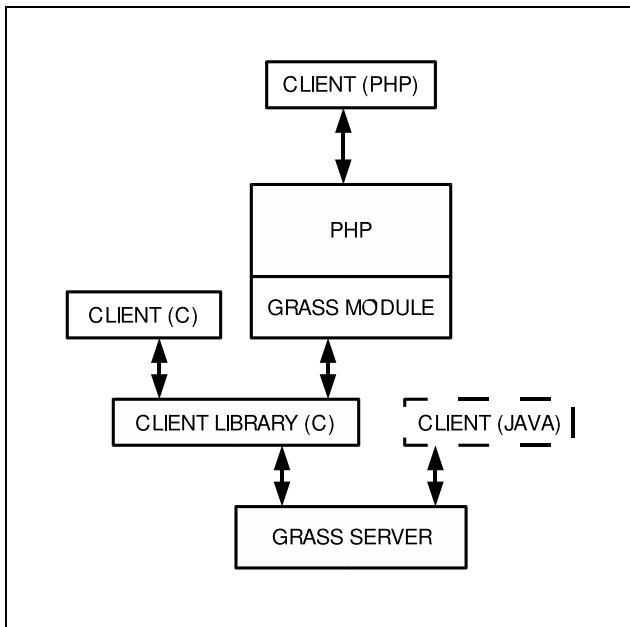 CLIENT (PHP)
PHP
GRASS MODULE
CLIENT (C)
CLIENT LIBRARY (C)
CLIENT (JAVA)
GRASS SERVER